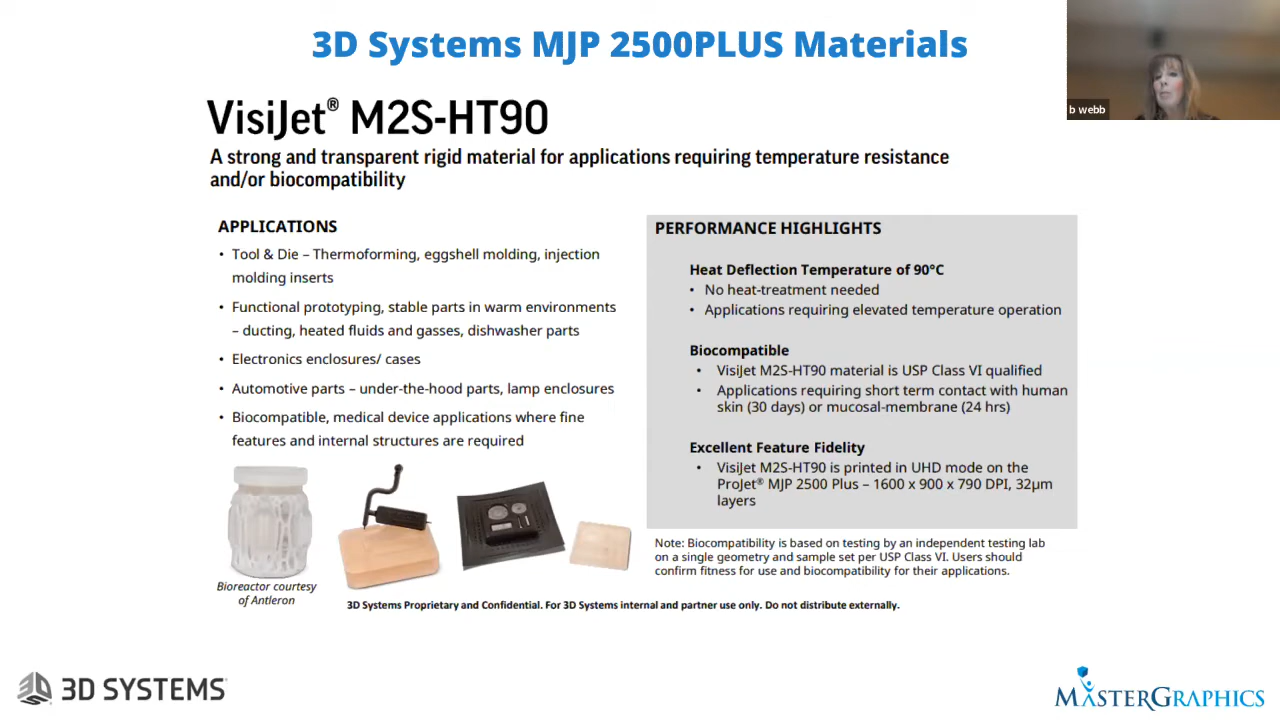 3D Systems MJP 2500PLUS Materials
b webb
VisiJet® M2S-HT90
A strong and transparent rigid material for applications requiring temperature resistance
and/or biocompatibility
APPLICATIONS
• Tool & Die – Thermoforming, eggshell molding, injection
molding inserts
• Functional prototyping, stable parts in warm environments
– ducting, heated fluids and gasses, dishwasher parts
• Electronics enclosures/ cases
• Automotive parts – under-the-hood parts, lamp enclosures
• Biocompatible, medical device applications where fine
features and internal structures are required
Bioreactor courtesy
of Antleron
PERFORMANCE HIGHLIGHTS
Heat Deflection Temperature of 90°C
• No heat-treatment needed
• Applications requiring elevated temperature operation
Biocompatible
• VisiJet M2S-HT90 material is USP Class VI qualified
• Applications requiring short term contact with human
skin (30 days) or mucosal-membrane (24 hrs)
Excellent Feature Fidelity
• VisiJet M2S-HT90 is printed in UHD mode on the
ProJet® MJP 2500 Plus – 1600 x 900 x 790 DPI, 32µm
layers
Note: Biocompatibility is based on testing by an independent testing lab
on a single geometry and sample set per USP Class VI. Users should
confirm fitness for use and biocompatibility for their applications.
3D Systems Proprietary and Confidential. For 3D Systems internal and partner use only. Do not distribute externally.
3D SYSTEMS
MASTERGRAPHICS